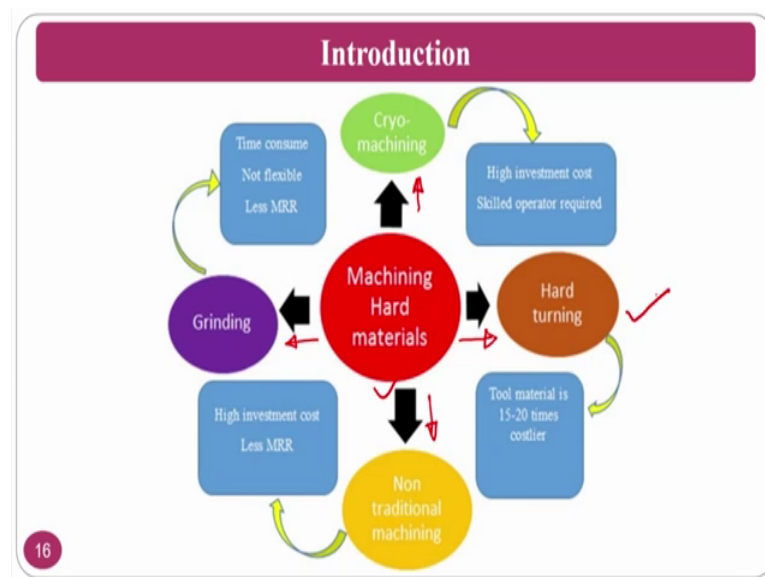 Introduction
Cryo-
machining
Time consume
Not flexible
Less MRR
High investment cost
Skilled operator required
Machining
Hard
materials
Grinding
Hard
turning
High investment cost
Less MRR
Tool material is
15-20 times
costlier
Non
traditional
machining
16